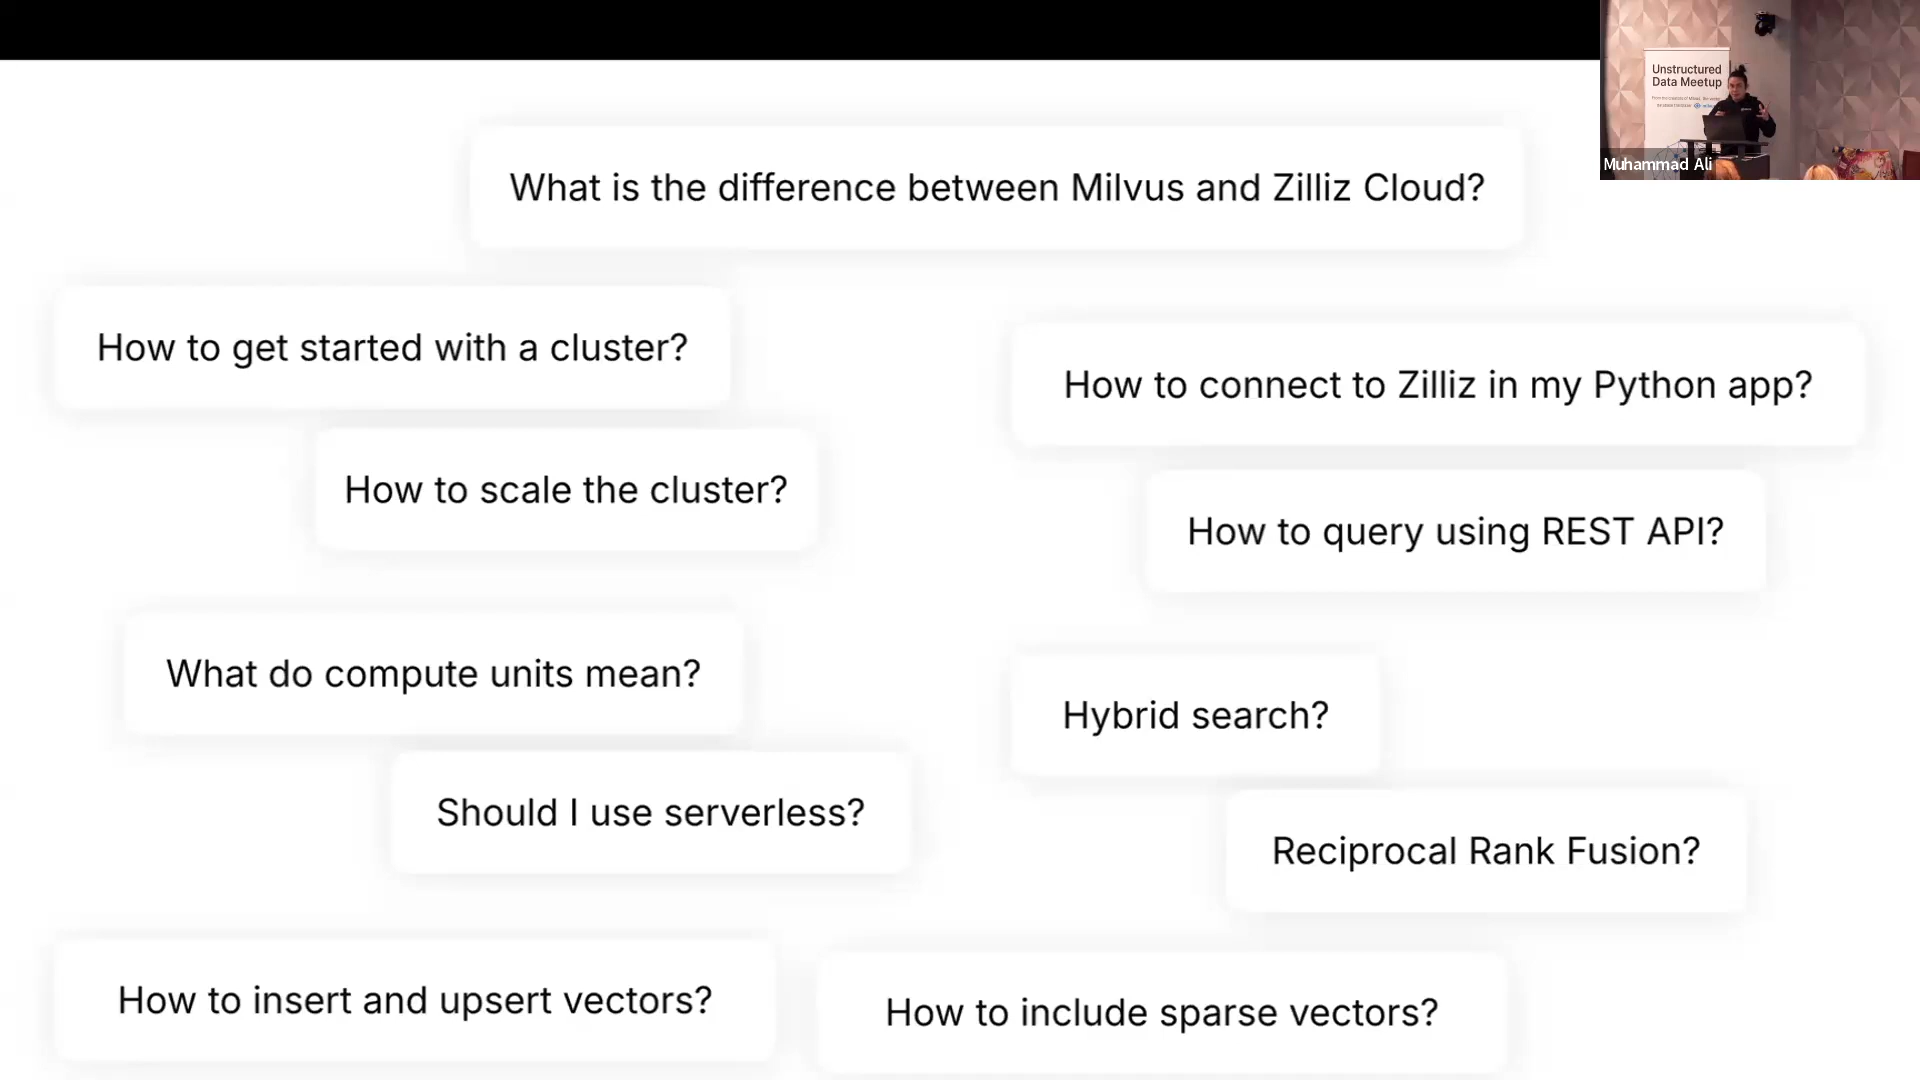 What is the difference between Milvus and Zilliz Cloud?
Unstructured
Data Meetup
Muhammad Ali
How to get started with a cluster?
How to connect to Zilliz in my Python app?
How to scale the cluster?
How to query using REST API?
What do compute units mean?
Hybrid search?
Should I use serverless?
Reciprocal Rank Fusion?
How to insert and upsert vectors?
How to include sparse vectors?